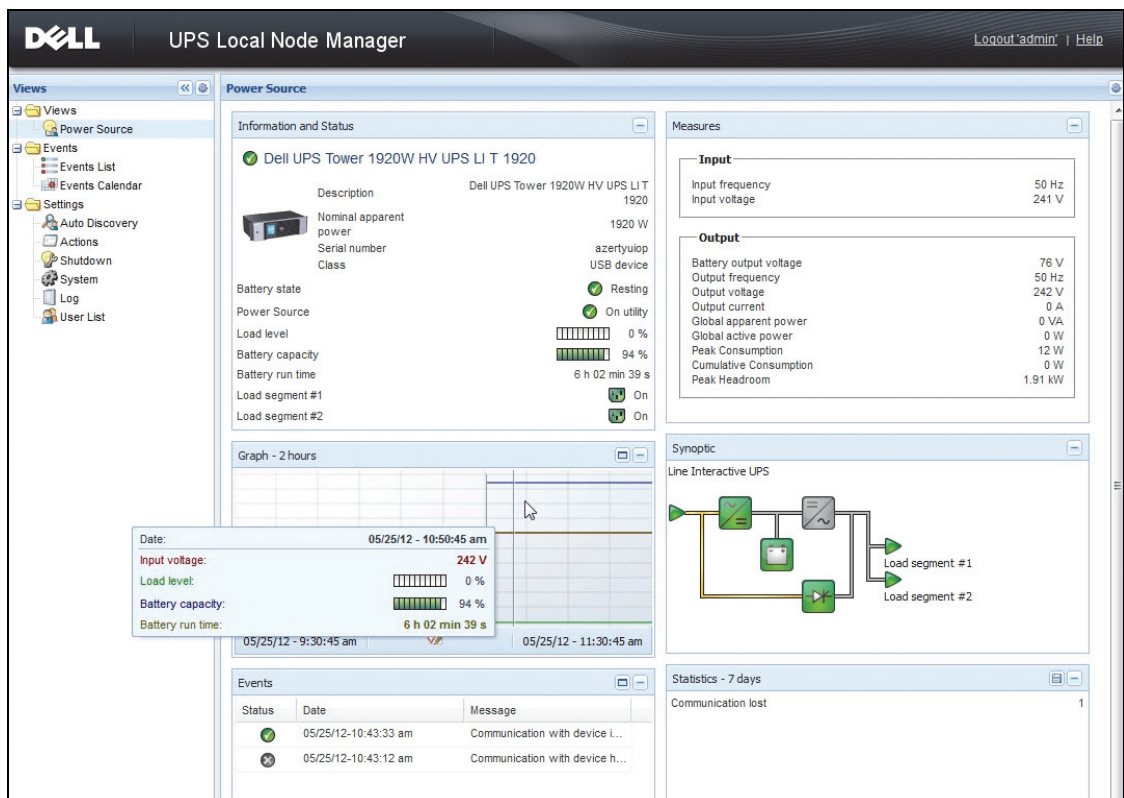 DELL
UPS Local Node Manager
Logout 'admin' | Help
Views
Views
Power Source
Events
Events List
Events Calendar
Settings
Auto Discovery
Actions
Shutdown
System
Log
User List
Power Source
Information and Status
Dell UPS Tower 1920W HV UPS LI T 1920
Description Dell UPS Tower 1920W HV UPS LI T
1920
Nominal apparent
power 1920 W
Serial number azertyuiop
Class USB device
Battery state Resting
Power Source On utility
Load level 0 %
Battery capacity 94 %
Battery run time 6 h 02 min 39 s
Load segment #1 On
Load segment #2 On
Graph - 2 hours
Date: 05/25/12 - 10:50:45 am
Input voltage: 242 V
Load level: 0 %
Battery capacity: 94 %
Battery run time: 6 h 02 min 39 s
05/25/12 - 9:30:45 am 05/25/12 - 11:30:45 am
Events
Status Date Message
05/25/12-10:43:33 am Communication with device i...
05/25/12-10:43:12 am Communication with device h...
Measures
Input
Input frequency 50 Hz
Input voltage 241 V
Output
Battery output voltage 76 V
Output frequency 50 Hz
Output voltage 242 V
Output current 0 A
Global apparent power 0 VA
Global active power 0 W
Peak Consumption 12 W
Cumulative Consumption 0 W
Peak Headroom 1.91 kW
Synoptic
Line Interactive UPS
Load segment #1
Load segment #2
Statistics - 7 days
Communication lost 1